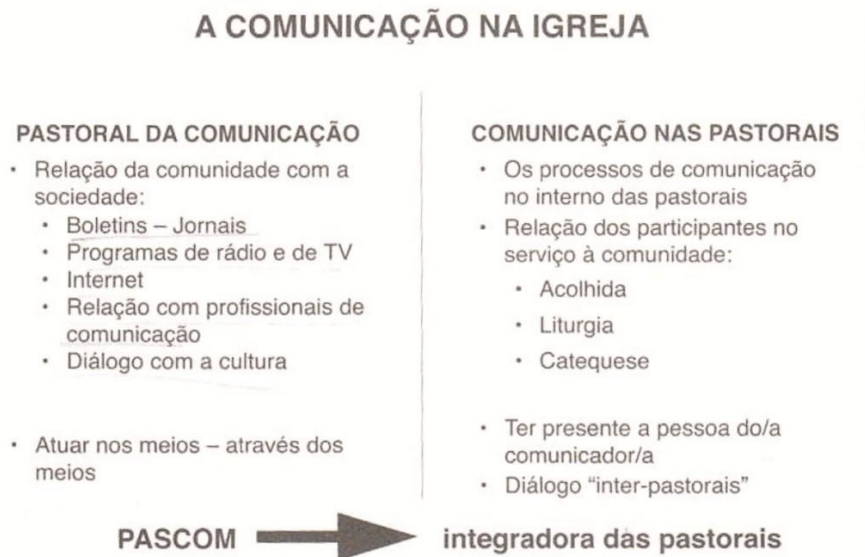 A COMUNICAÇÃO NA IGREJA
PASTORAL DA COMUNICAÇÃO
• Relação da comunidade com a
sociedade:
• Boletins – Jornais
• Programas de rádio e de TV
• Internet
• Relação com profissionais de
comunicação
• Diálogo com a cultura
• Atuar nos meios – através dos
meios
COMUNICAÇÃO NAS PASTORAIS
• Os processos de comunicação
no interno das pastorais
• Relação dos participantes no
serviço à comunidade:
• Acolhida
• Liturgia
• Catequese
• Ter presente a pessoa do/a
comunicador/a
• Diálogo “inter-pastorais”
PASCOM integradora das pastorais